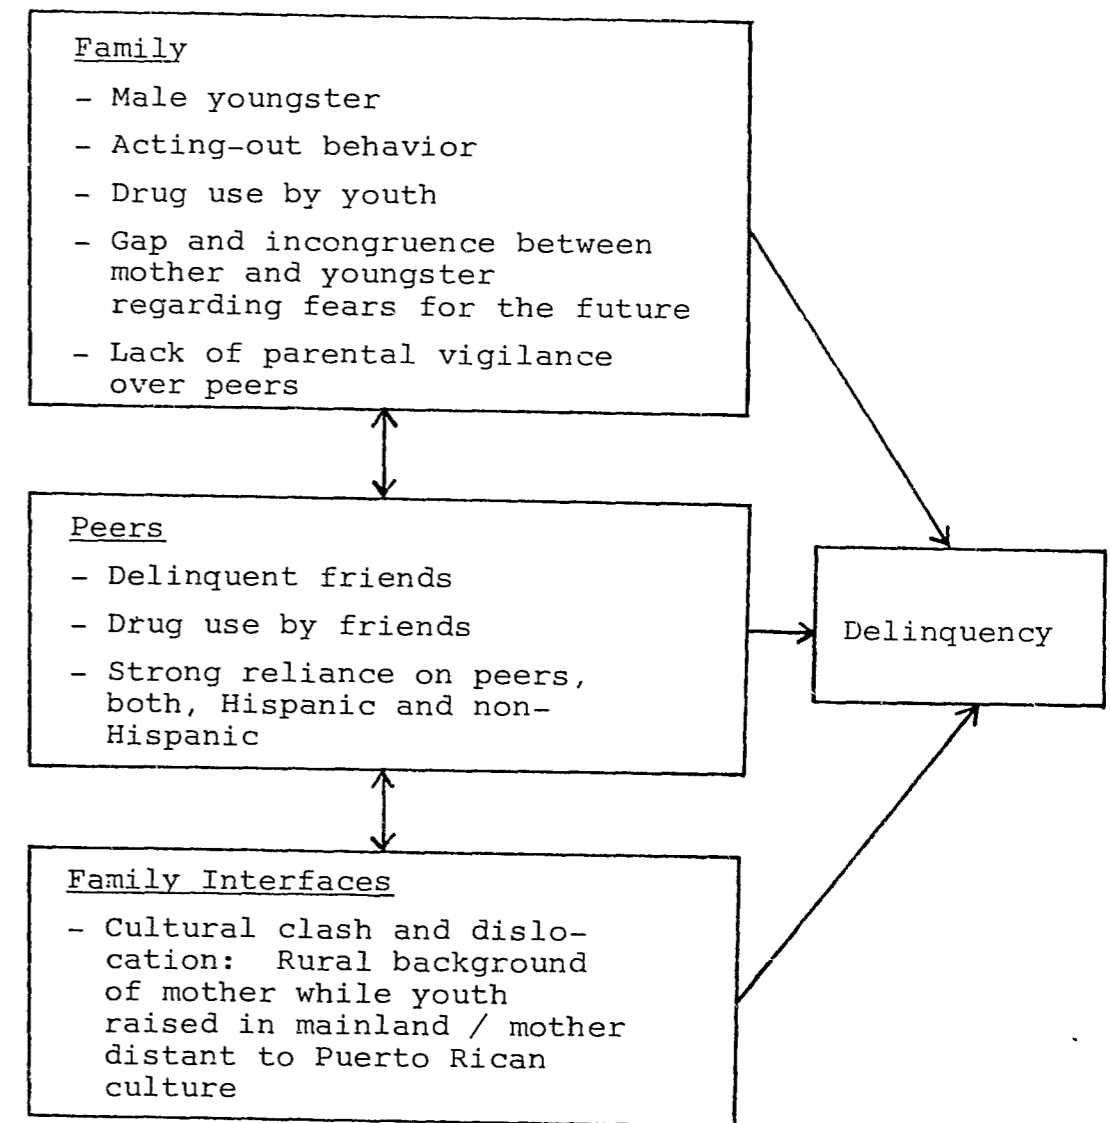 Family
- Male youngster
- Acting-out behavior
- Drug use by youth
- Gap and incongruence between
mother and youngster
regarding fears for the future
- Lack of parental vigilance
over peers
Peers
- Delinquent friends
- Drug use by friends
- Strong reliance on peers,
both, Hispanic and non-
Hispanic
Delinquency
Family Interfaces
- Cultural clash and dislo-
cation: Rural background
of mother while youth
raised in mainland / mother
distant to Puerto Rican
culture